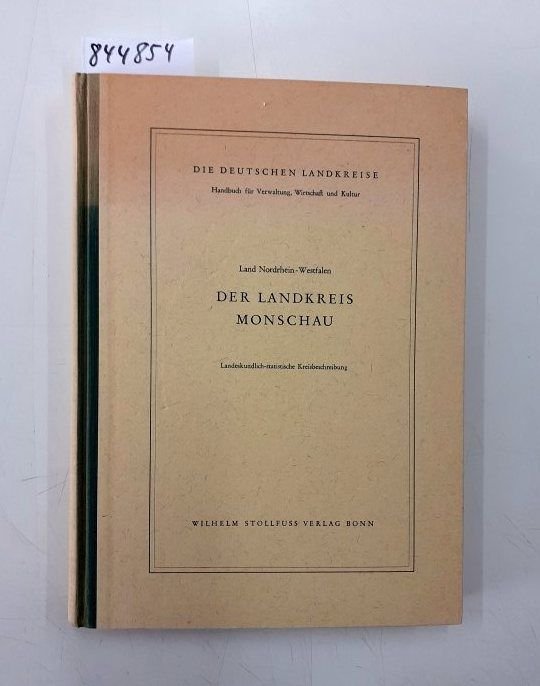 844854
DIE DEUTSCHEN LANDKREISE
Handbuch für Verwaltung, Wirtschaft und Kultur
Land Nordrhein-Westfalen
DER LANDKREIS
MONSCHAU
Landeskundlich-statistische Kreisbeschreibung
WILHELM STOLLFUSS VERLAG BONN